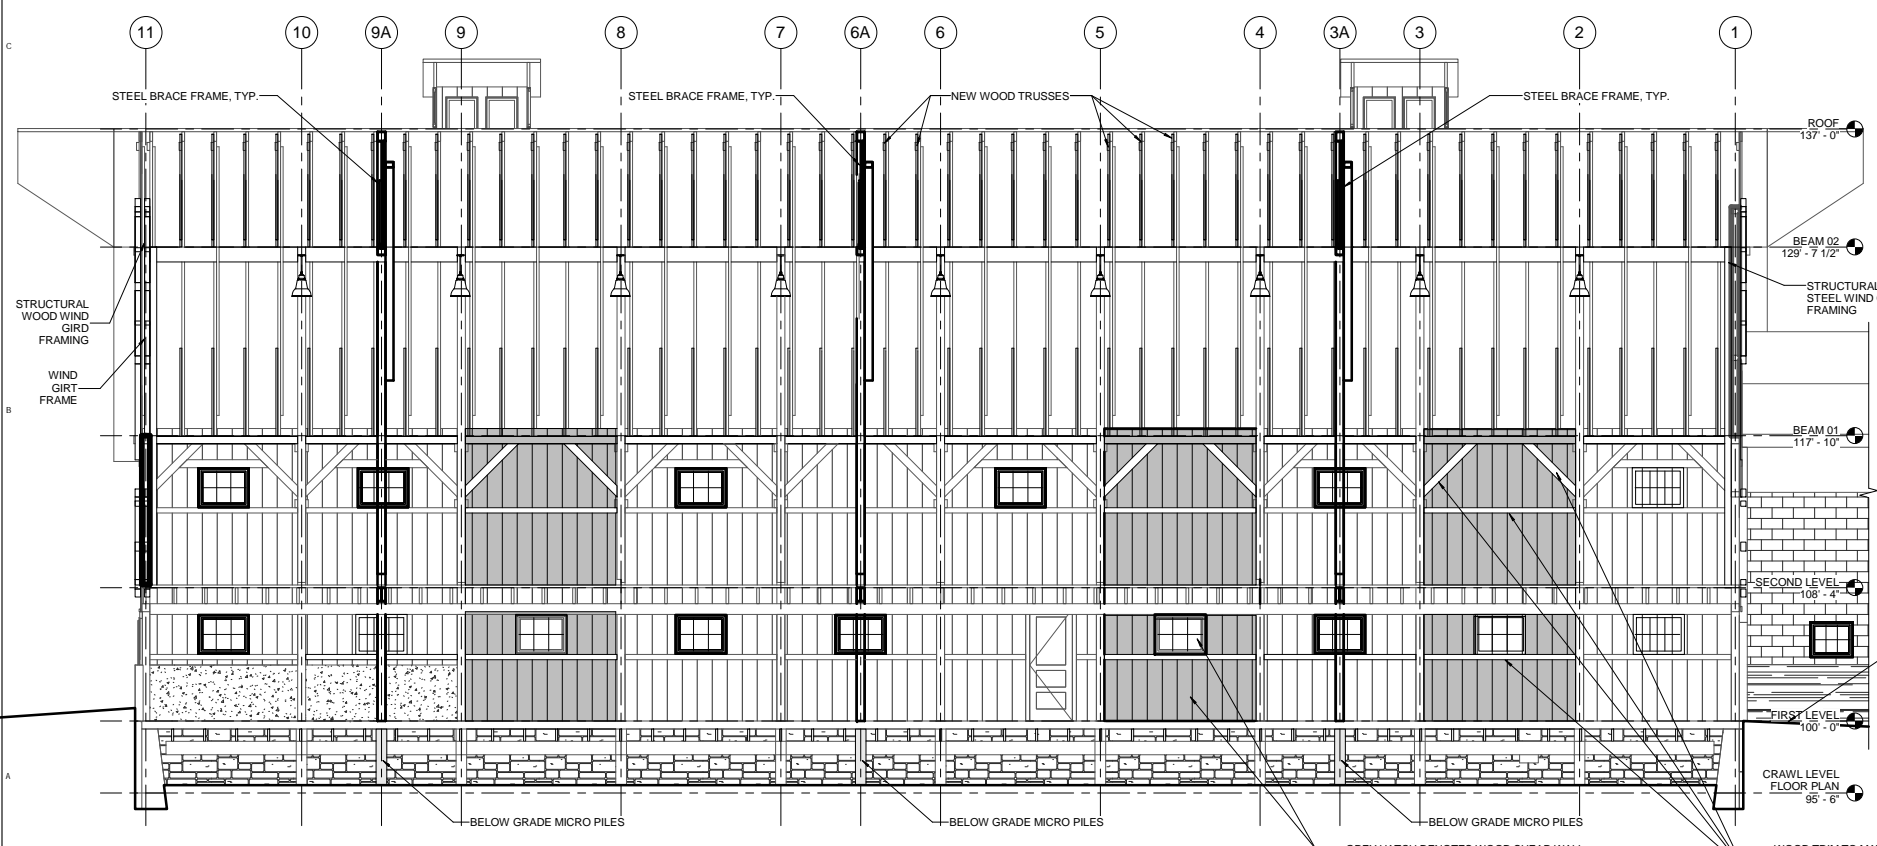 11
10
9A
9
8
7
6A
6
5
4
3A
3
2
1
C
STEEL BRACE FRAME, TYP.
STEEL BRACE FRAME, TYP.
NEW WOOD TRUSSES
STEEL BRACE FRAME, TYP.
ROOF
137' - 0"
BEAM 02
129' - 7 1/2"
STRUCTURAL
WOOD WIND
GIRD
FRAMING
STRUCTURAL
STEEL WIND
FRAMING
WIND
GIRT
FRAME
B
BEAM 01
117' - 10"
SECOND LEVEL
108' - 4"
FIRST LEVEL
100' - 0"
A
CRAWL LEVEL
FLOOR PLAN
95' - 6"
BELOW GRADE MICRO PILES
BELOW GRADE MICRO PILES
BELOW GRADE MICRO PILES